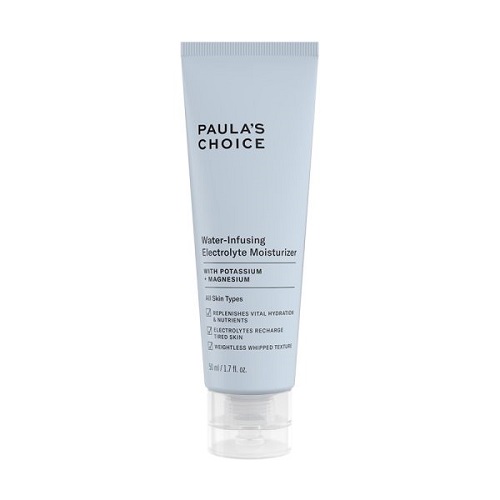 PAULA'S
CHOICE
Water-Infusing
Electrolyte Moisturizer
WITH POTASSIUM
+ MAGNESIUM
All Skin Types
REPLENISHES VITAL HYDRATION
& NUTRIENTS
ELECTROLYTES RECHARGE
TIRED SKIN
WEIGHTLESS WHIPPED TEXTURE
50 ml / 1.7 fl. oz.